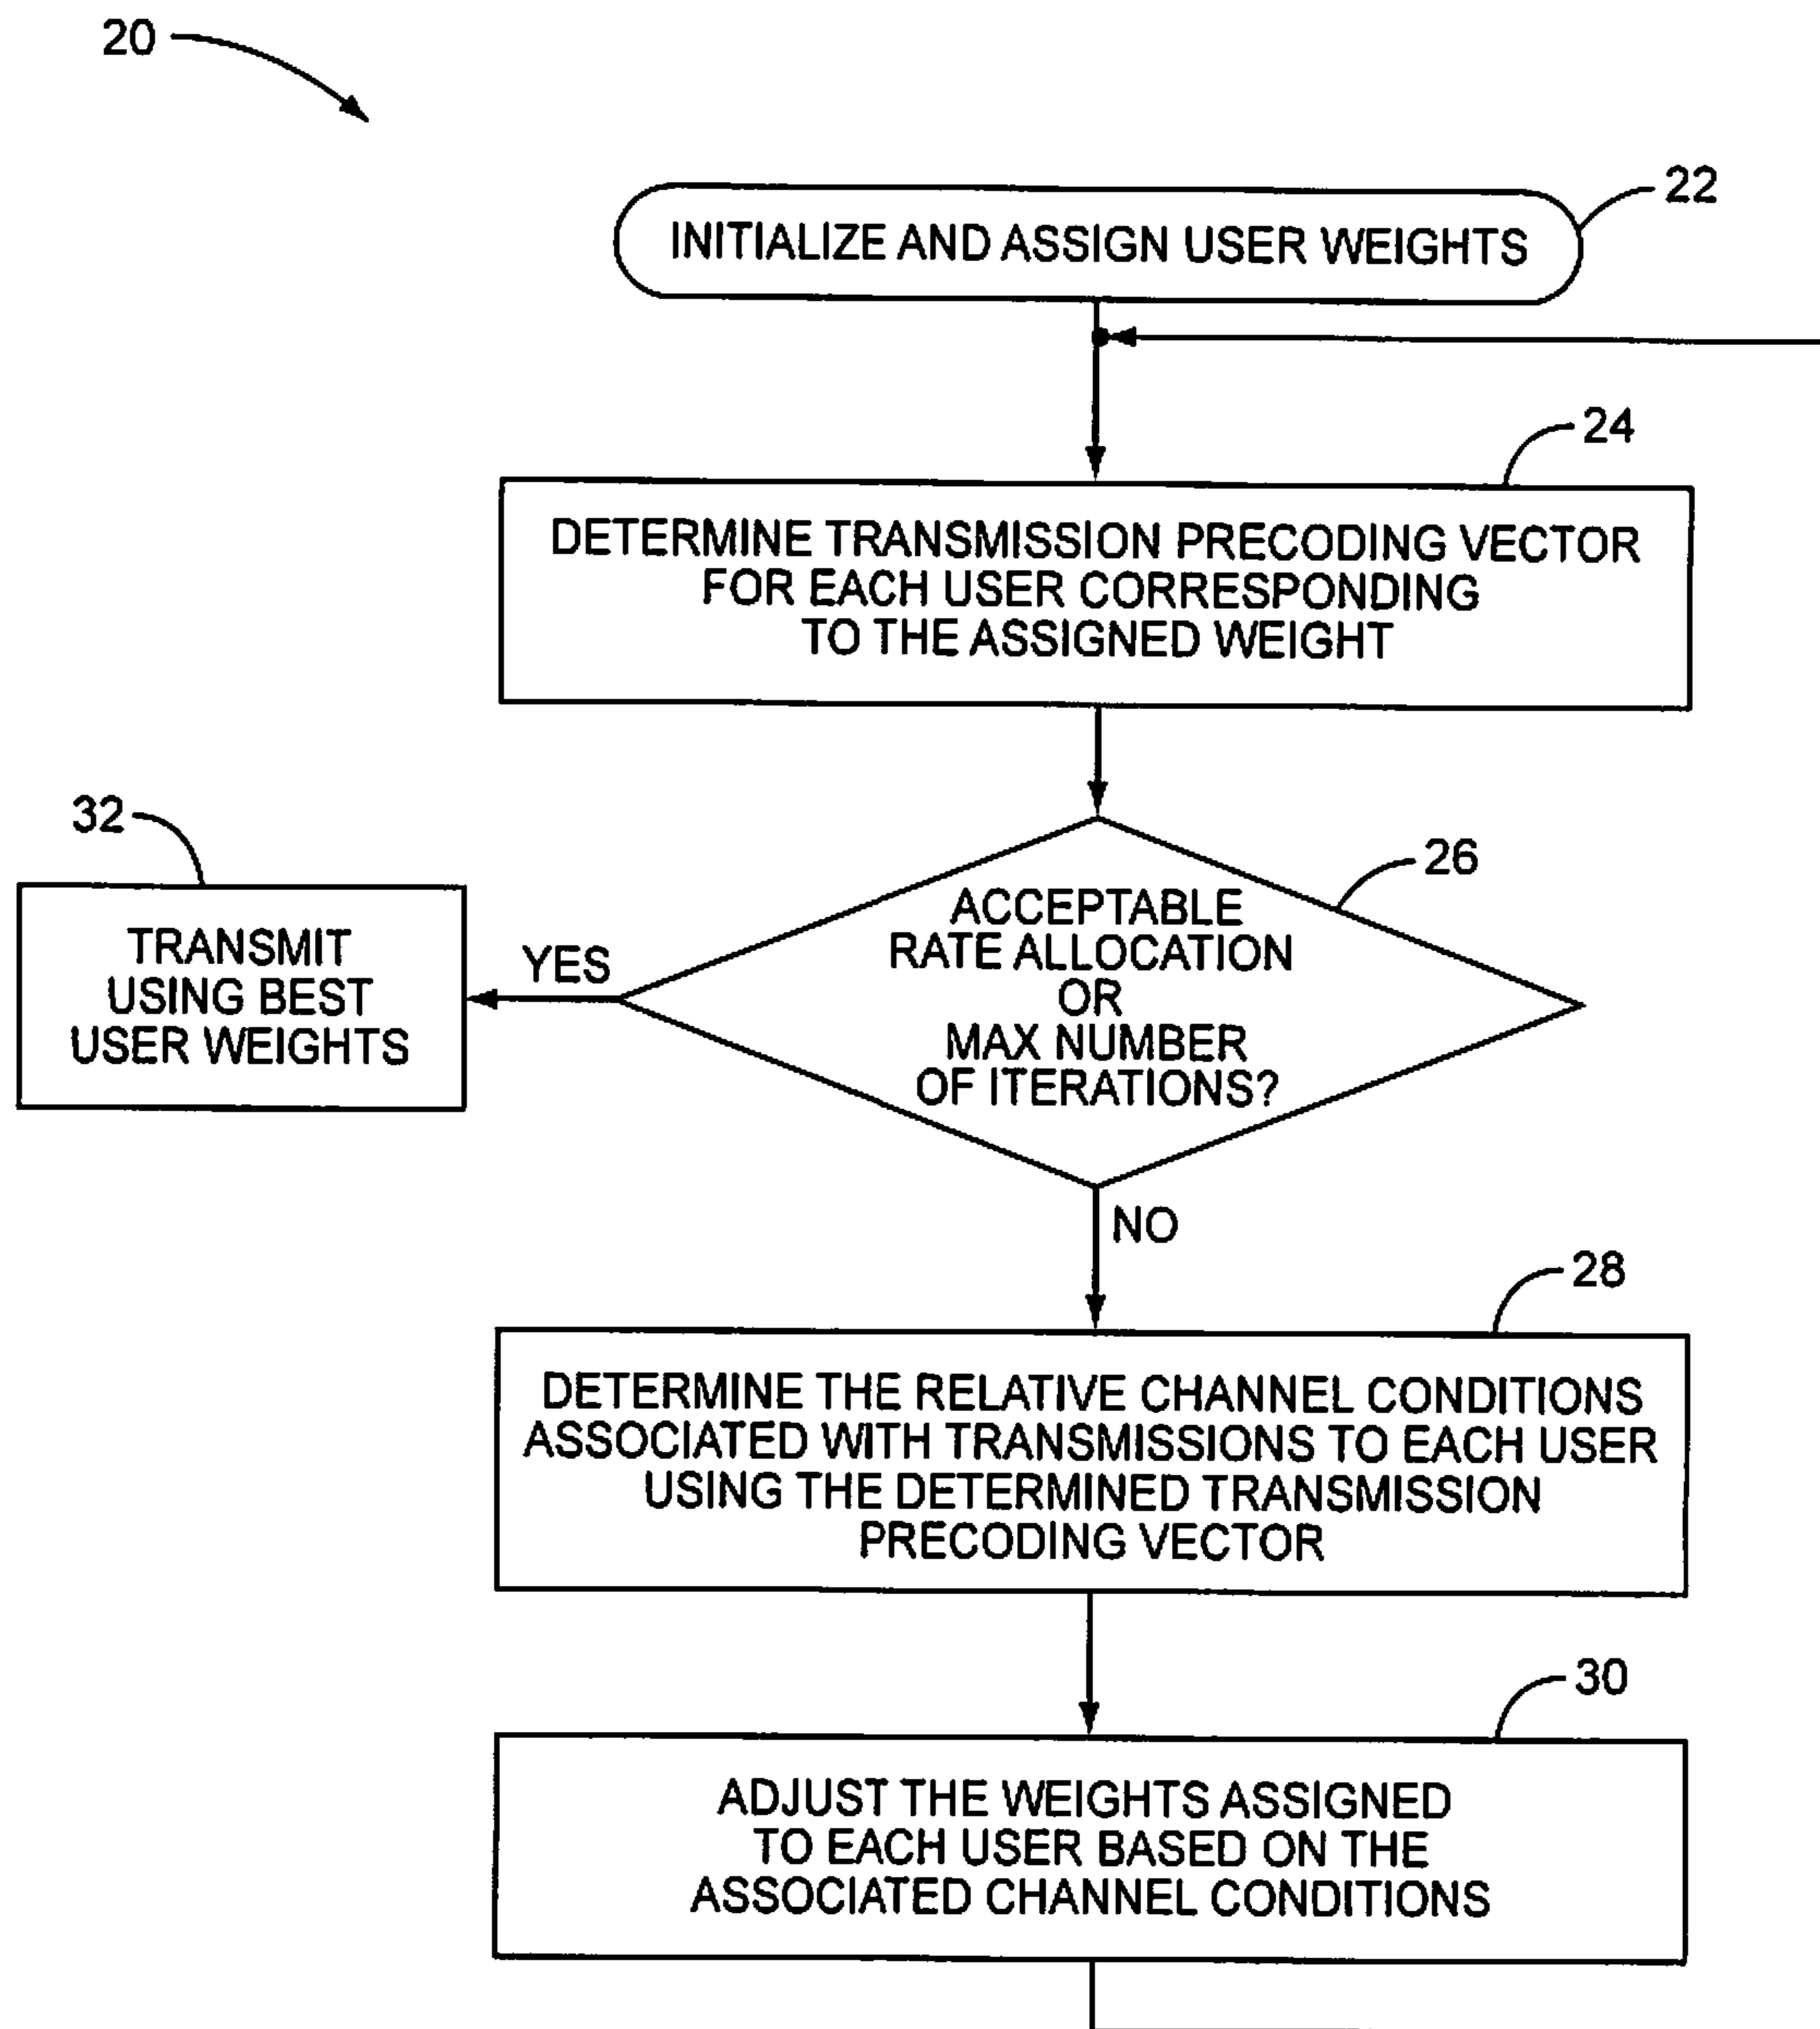 20
22
INITIALIZE AND ASSIGN USER WEIGHTS
24
DETERMINE TRANSMISSION PRECODING VECTOR
FOR EACH USER CORRESPONDING
TO THE ASSIGNED WEIGHT
32
26
TRANSMIT
USING BEST
USER WEIGHTS
YES
ACCEPTABLE
RATE ALLOCATION
OR
MAX NUMBER
OF ITERATIONS?
NO
28
DETERMINE THE RELATIVE CHANNEL CONDITIONS
ASSOCIATED WITH TRANSMISSIONS TO EACH USER
USING THE DETERMINED TRANSMISSION
PRECODING VECTOR
30
ADJUST THE WEIGHTS ASSIGNED
TO EACH USER BASED ON THE
ASSOCIATED CHANNEL CONDITIONS